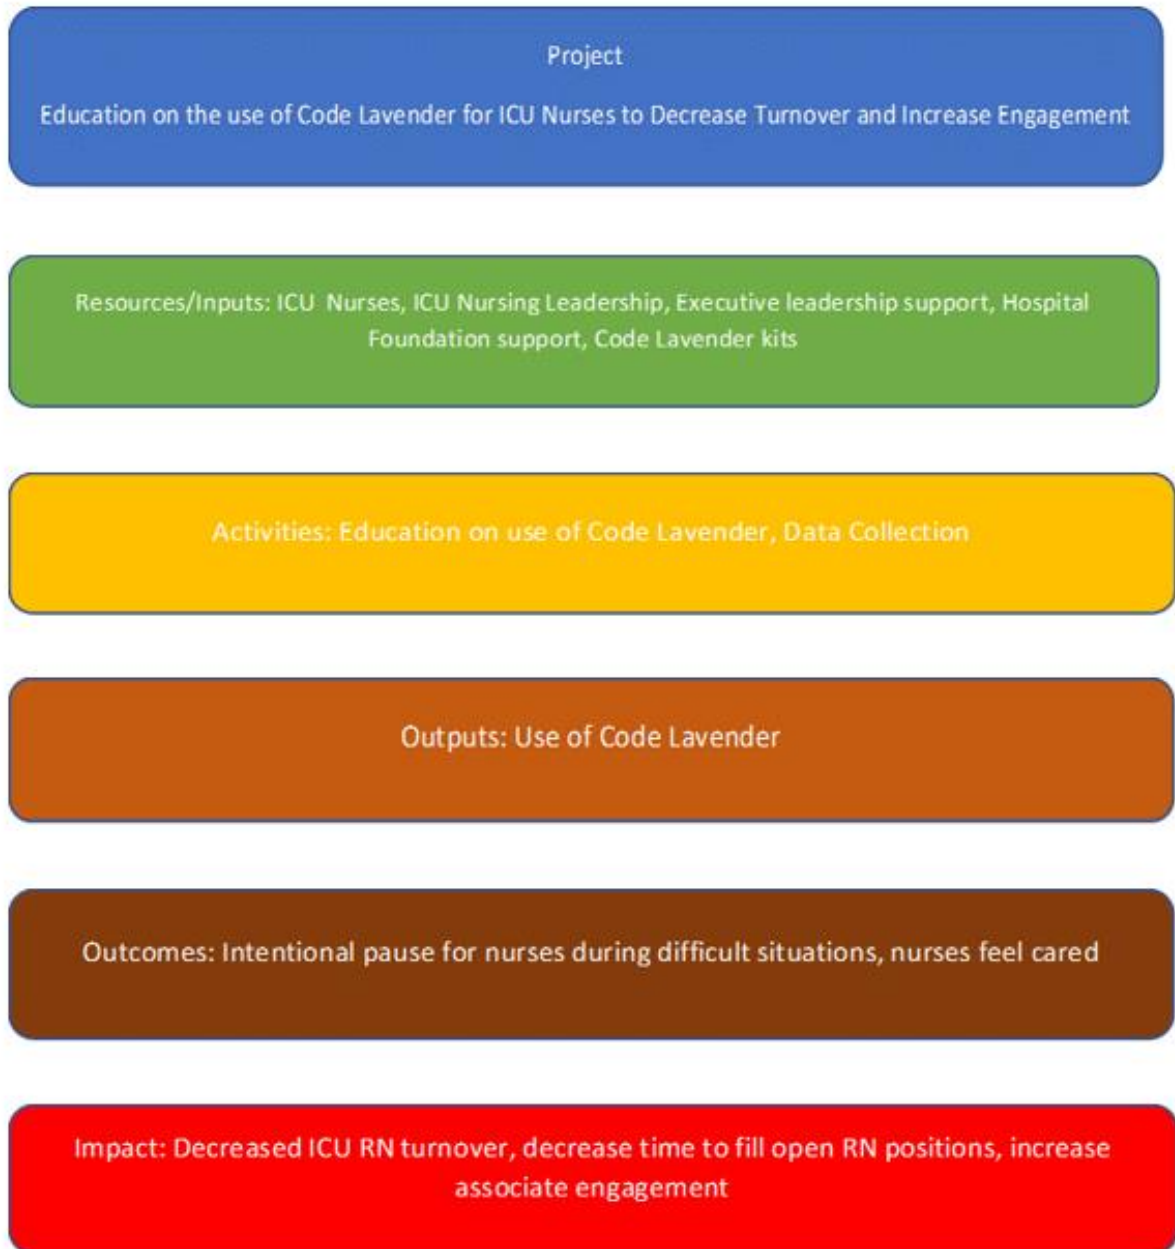 Project
Education on the use of Code Lavender for ICU Nurses to Decrease Turnover and Increase Engagement
Resources/Inputs: ICU Nurses, ICU Nursing Leadership, Executive leadership support, Hospital
Foundation support, Code Lavender kits
Activities: Education on use of Code Lavender, Data Collection
Outputs: Use of Code Lavender
Outcomes: Intentional pause for nurses during difficult situations, nurses feel cared
Impact: Decreased ICU RN turnover, decrease time to fill open RN positions, increase
associate engagement